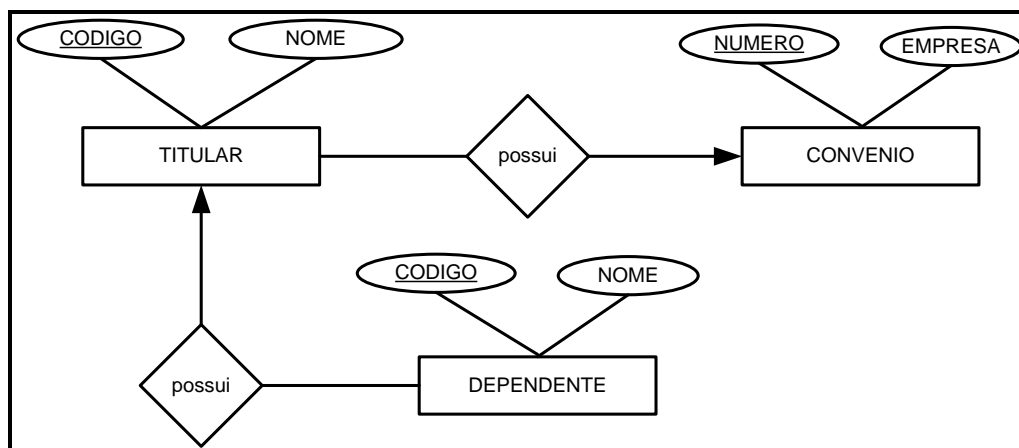 CODIGO NOME NUMERO EMPRESA
TITULAR possui CONVENIO
CODIGO NOME
possui DEPENDENTE